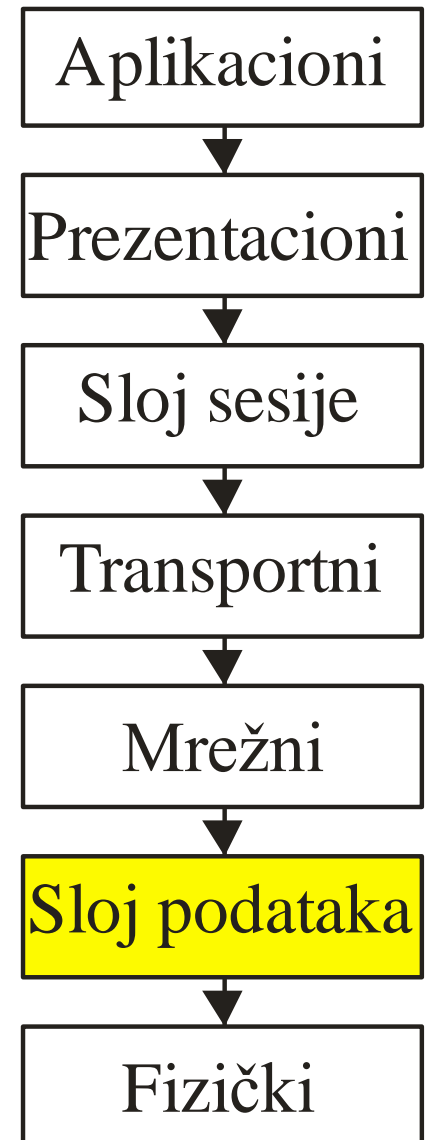 Aplikacioni
Prezentacioni
Sloj sesije
Transportni
Mrežni
Sloj podataka
Fizički